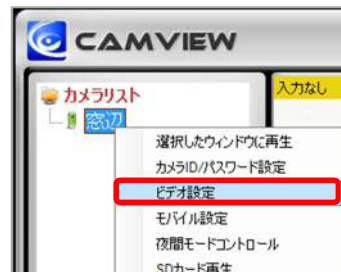 CAMVIEW
カメラリスト
入力なし
窓辺
選択したウィンドウに再生
カメラID/パスワード設定
ビデオ設定
モバイル設定
夜間モードコントロール
SDカード再生